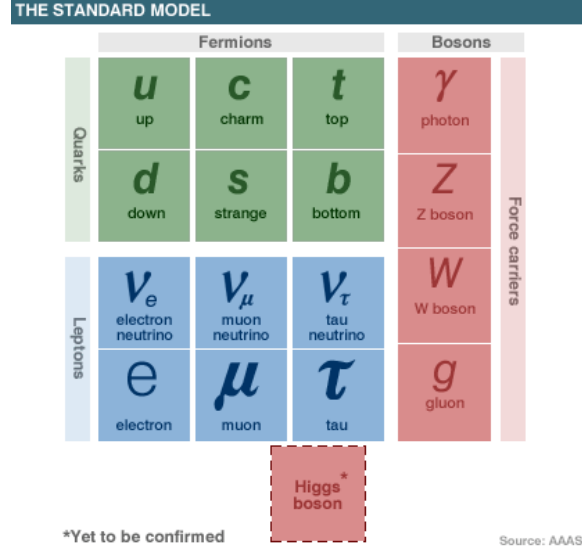 THE STANDARD MODEL
Fermions
Bosons
Quarks
u
up
c
charm
t
top
γ
photon
d
down
s
strange
b
bottom
Z
Z boson
Force carriers
Leptons
νe
electron
neutrino
νμ
muon
neutrino
ντ
tau
neutrino
W
W boson
e
electron
μ
muon
τ
tau
g
gluon
Higgs*
boson
*Yet to be confirmed
Source: AAAS